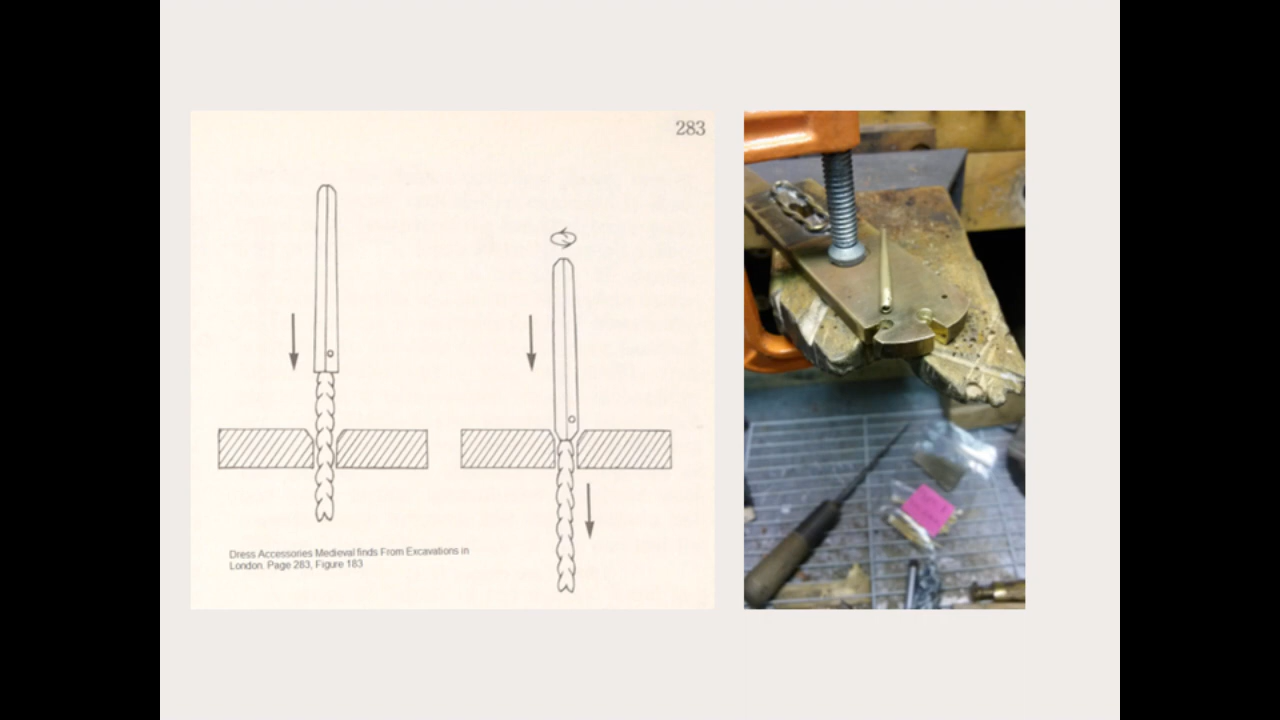 283
Dress Accessories Medieval finds From Excavations in
London. Page 283, Figure 183